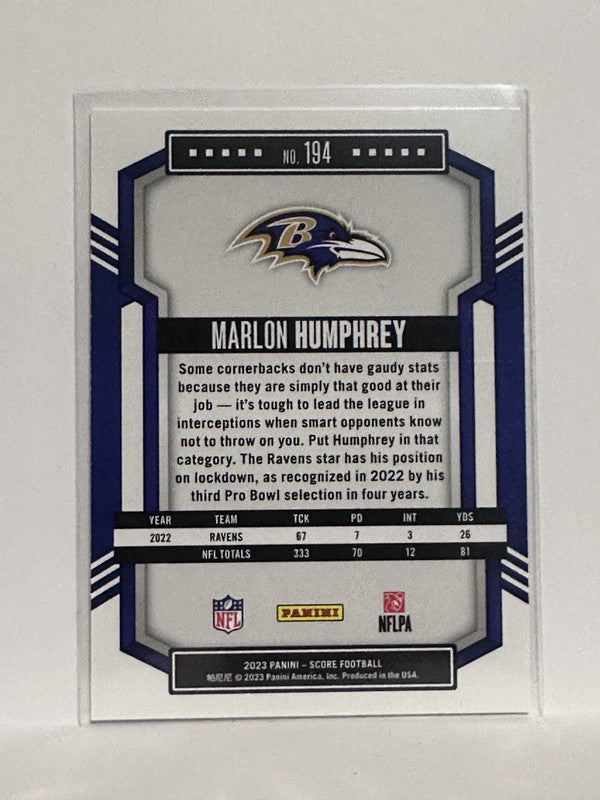 NO. 194
B
MARLON HUMPHREY
Some cornerbacks don't have gaudy stats
because they are simply that good at their
job — it's tough to lead the league in
interceptions when smart opponents know
not to throw on you. Put Humphrey in that
category. The Ravens star has his position
on lockdown, as recognized in 2022 by his
third Pro Bowl selection in four years.
YEAR TEAM TCK PD INT YDS
2022 RAVENS 67 7 3 26
NFL TOTALS 333 70 12 81
NFL PANINI NFLPA
2023 PANINI – SCORE FOOTBALL
帕尼尼 © 2023 Panini America, Inc. Produced in the USA.